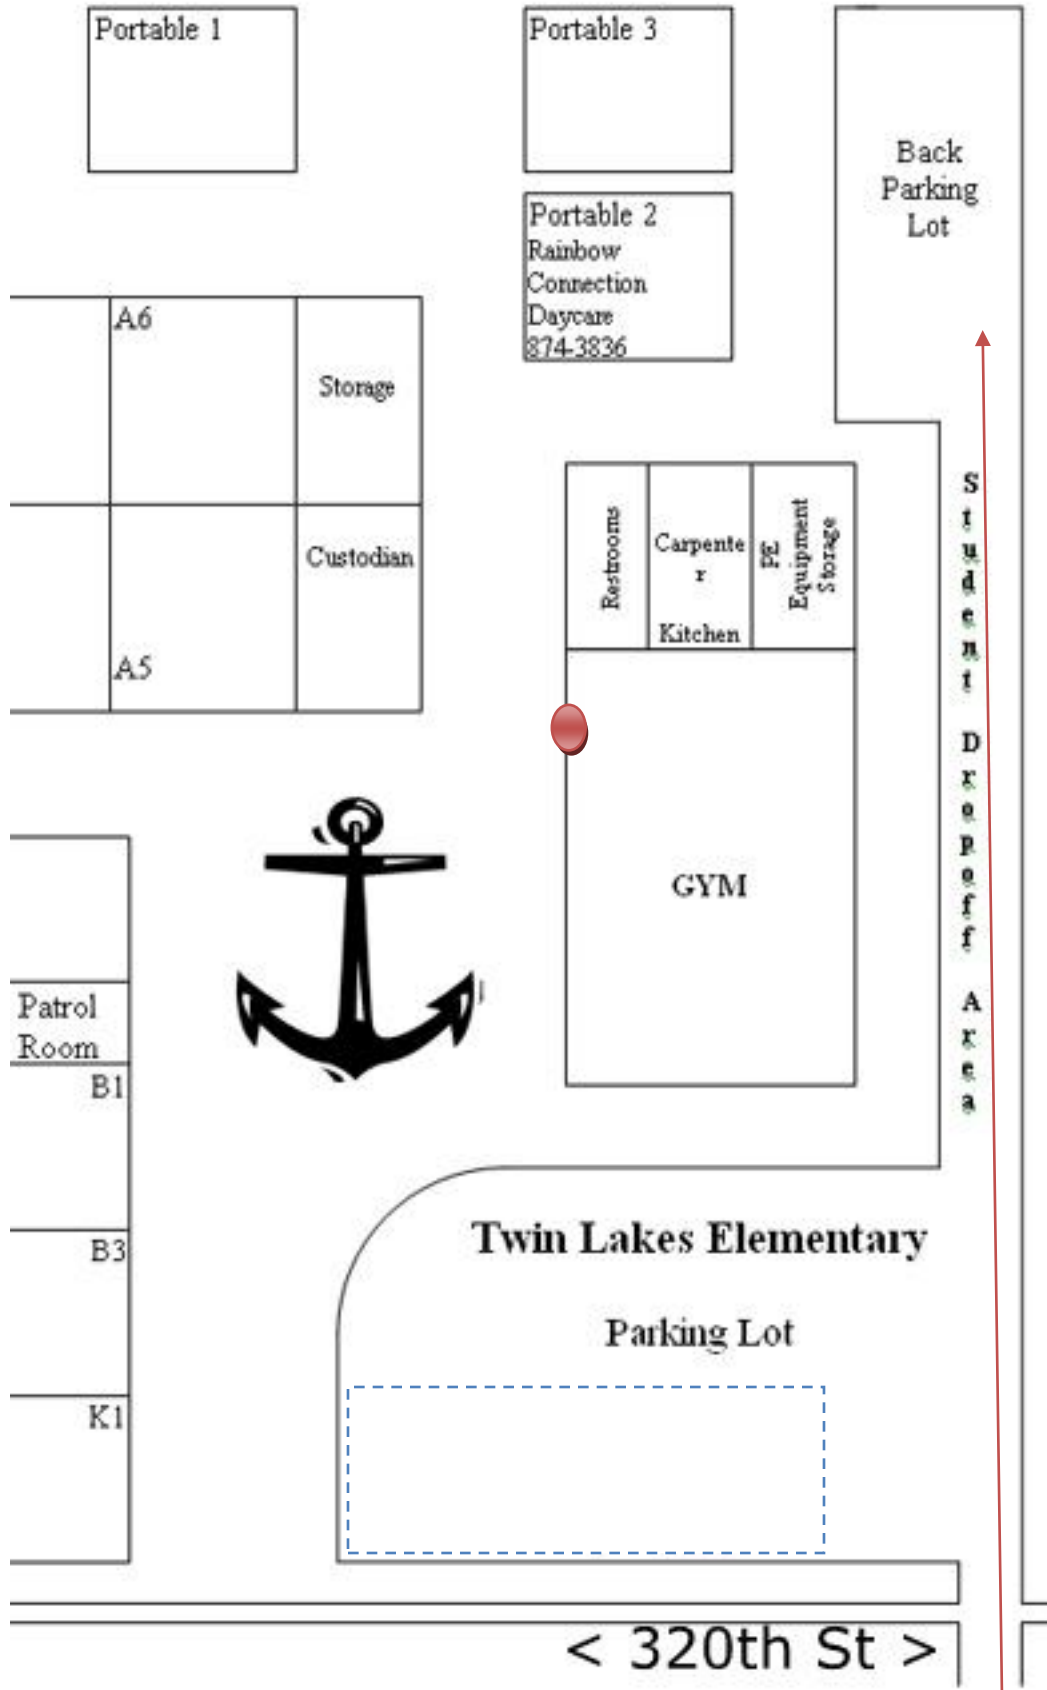 Portable 1
Portable 3
Back
Parking
Lot
Portable 2
Rainbow
Connection
Daycare
874-3836
A6
Storage
Custodian
A5
Restrooms
Carpente
r
Kitchen
PE
Equipment
Storage
Student Dropoff Area
GYM
Patrol
Room
B1
B3
K1
Twin Lakes Elementary
Parking Lot
< 320th St >